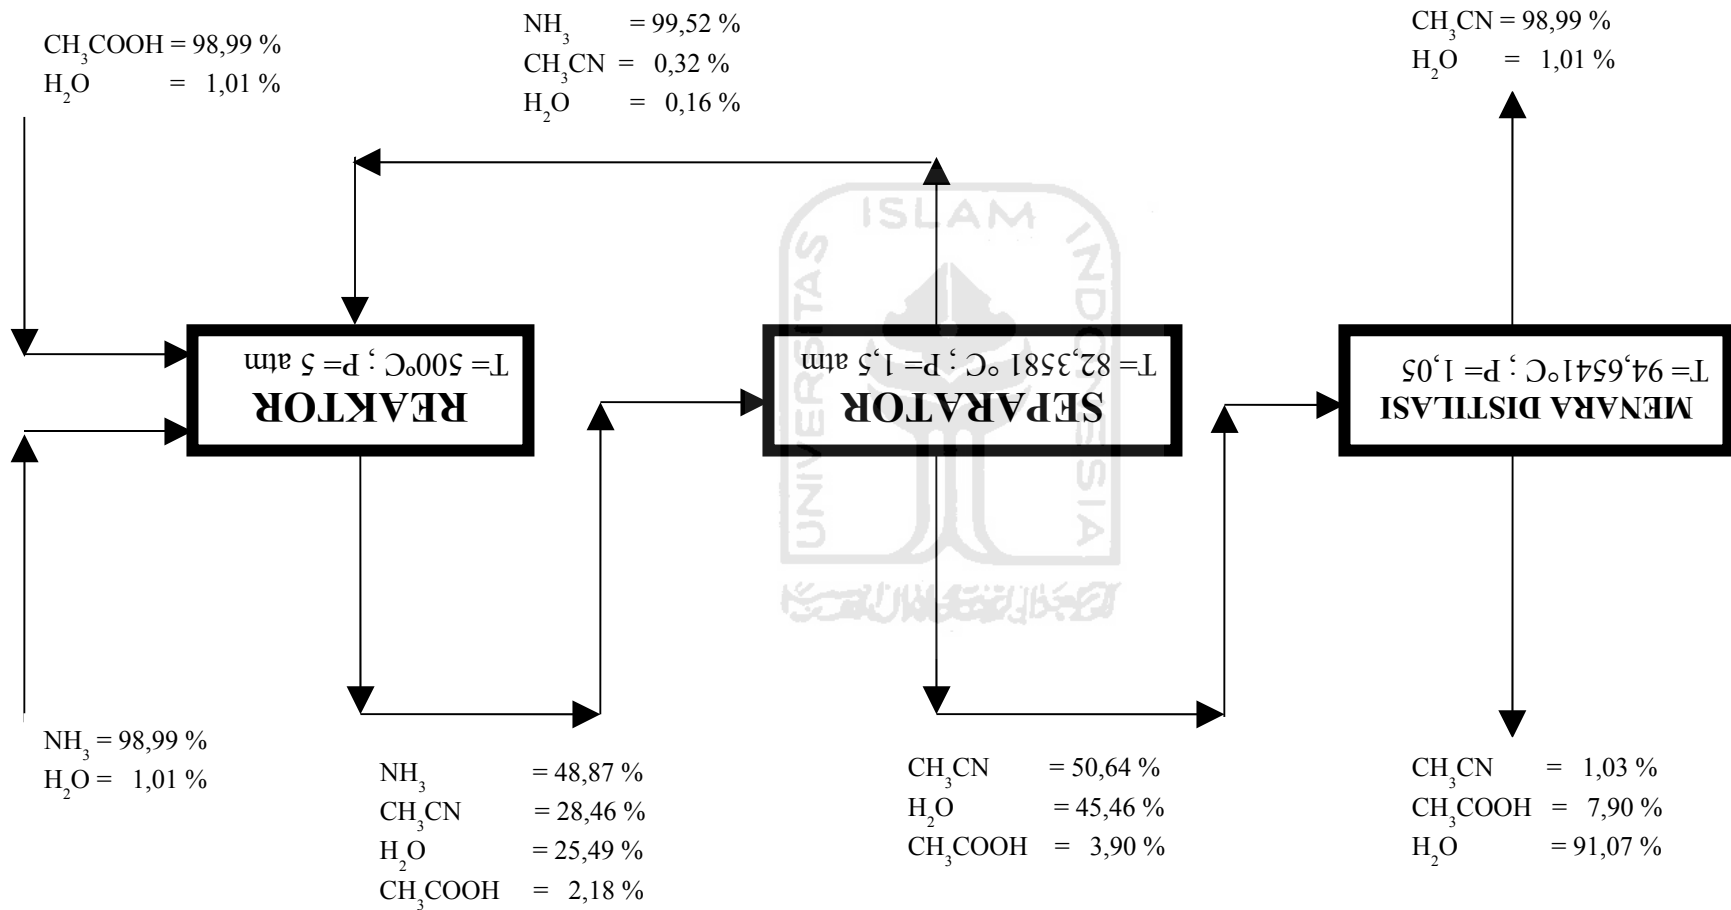 CH₃COOH = 98,99 %
H₂O = 1,01 %
NH₃ = 99,52 %
CH₃CN = 0,32 %
H₂O = 0,16 %
CH₃CN = 98,99 %
H₂O = 1,01 %
REAKTOR
T= 500°C ; P= 5 atm
SEPARATOR
T= 82,3581 °C ; P= 1,5 atm
MENARA DISTILASI
T= 94,6541°C ; P= 1,05
UNIVERSITAS
ISLAM
INDONESIA
NH₃ = 98,99 %
H₂O = 1,01 %
NH₃ = 48,87 %
CH₃CN = 28,46 %
H₂O = 25,49 %
CH₃COOH = 2,18 %
CH₃CN = 50,64 %
H₂O = 45,46 %
CH₃COOH = 3,90 %
CH₃CN = 1,03 %
CH₃COOH = 7,90 %
H₂O = 91,07 %